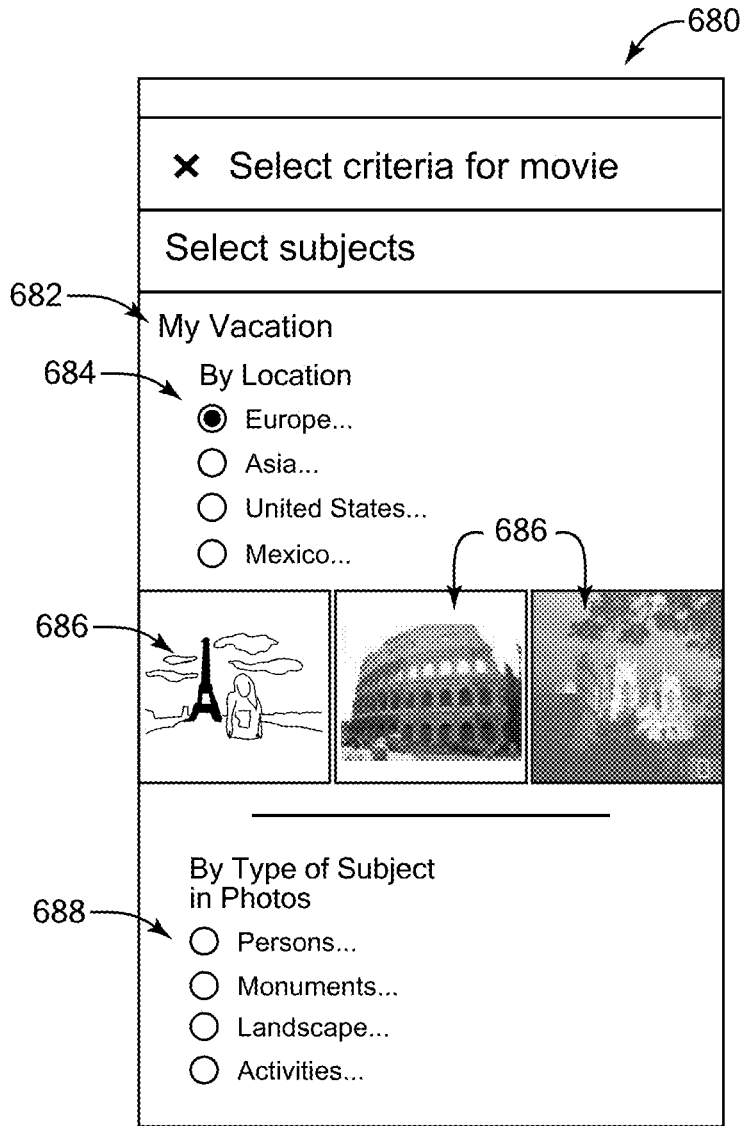 680
× Select criteria for movie
Select subjects
682
My Vacation
684
By Location
Europe...
Asia...
United States...
Mexico...
686
686
By Type of Subject
in Photos
688
Persons...
Monuments...
Landscape...
Activities...